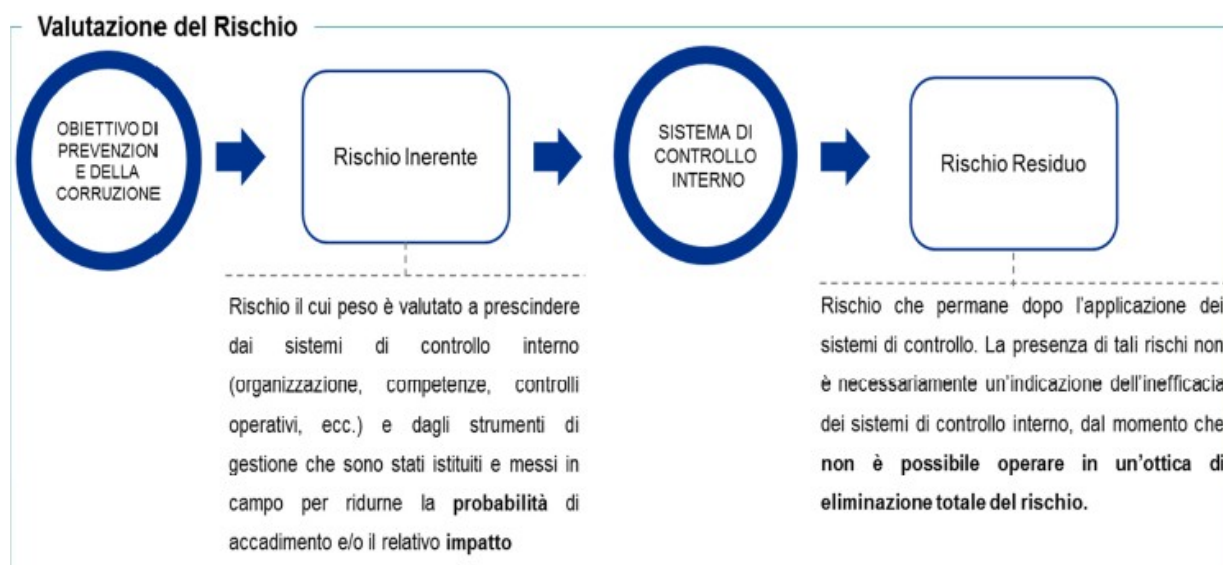 Valutazione del Rischio
OBIETTIVO DI
PREVENZION
E DELLA
CORRUZIONE
Rischio Inerente
SISTEMA DI
CONTROLLO
INTERNO
Rischio Residuo
Rischio il cui peso è valutato a prescindere
dai sistemi di controllo interno
(organizzazione, competenze, controlli
operativi, ecc.) e dagli strumenti di
gestione che sono stati istituiti e messi in
campo per ridurne la probabilità di
accadimento e/o il relativo impatto
Rischio che permane dopo l'applicazione dei
sistemi di controllo. La presenza di tali rischi non
è necessariamente un'indicazione dell'inefficacia
dei sistemi di controllo interno, dal momento che
non è possibile operare in un'ottica di
eliminazione totale del rischio.